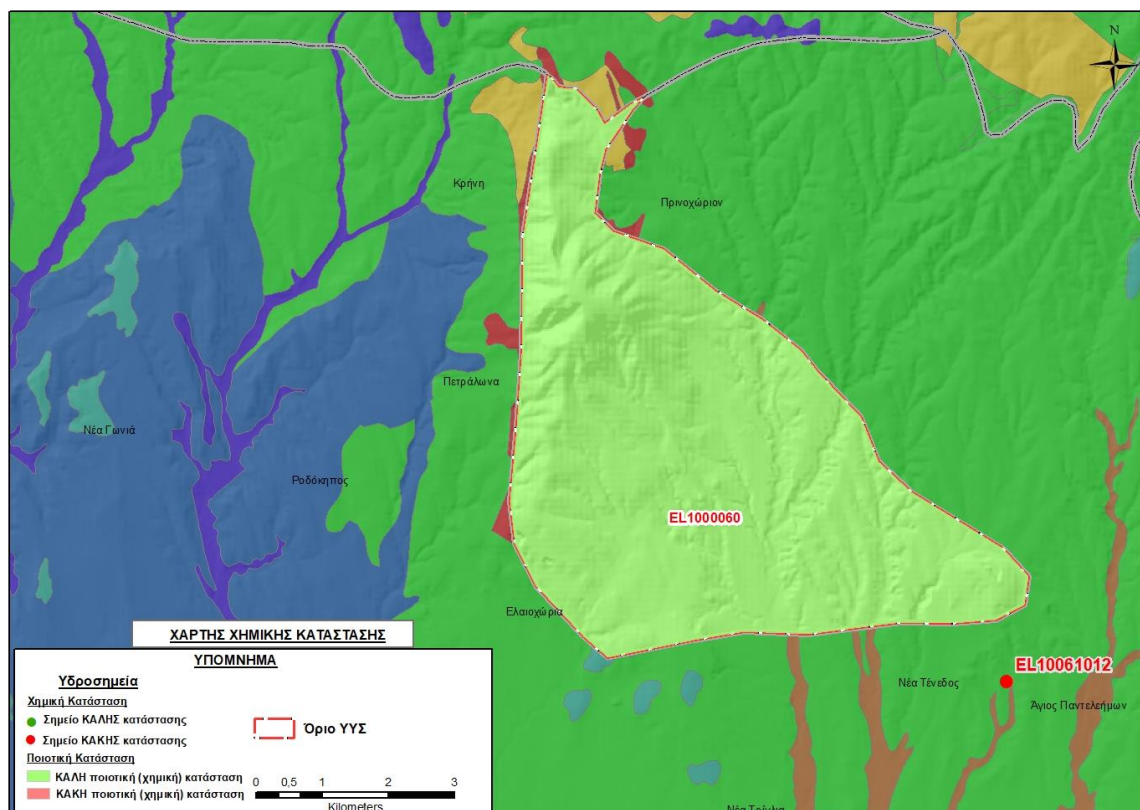 N
Κρήνη
Πρινοχώριον
Πετράλωνα
Νέα Γωνιά
Ροδόκηπος
EL1000060
Ελαιοχώρια
EL10061012
Νέα Τένεδος
Άγιος Παντελεήμων
Νέα Τρίγλια
ΧΑΡΤΗΣ ΧΗΜΙΚΗΣ ΚΑΤΑΣΤΑΣΗΣ
ΥΠΟΜΝΗΜΑ
Υδροσημεία
Χημική Κατάσταση
Σημείο ΚΑΛΗΣ κατάστασης
Σημείο ΚΑΚΗΣ κατάστασης
Όριο ΥΥΣ
Ποιοτική Κατάσταση
ΚΑΛΗ ποιοτική (χημική) κατάσταση
ΚΑΚΗ ποιοτική (χημική) κατάσταση
0 0,5 1 2 3
Kilometers